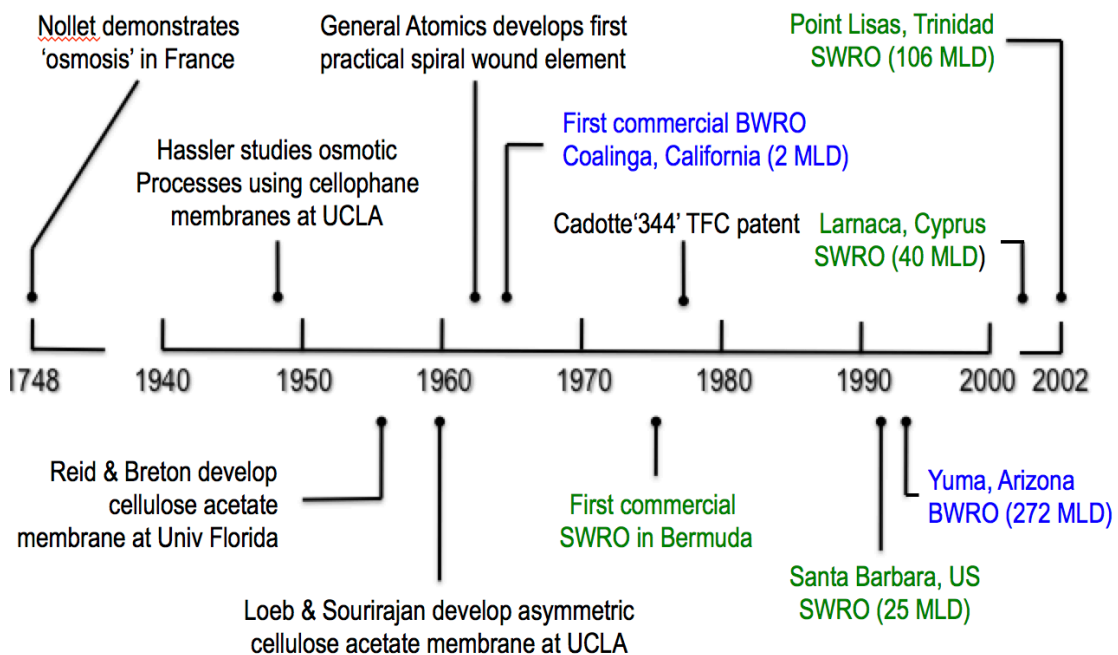 Nollet demonstrates
‘osmosis’ in France
General Atomics develops first
practical spiral wound element
Point Lisas, Trinidad
SWRO (106 MLD)
First commercial BWRO
Coalinga, California (2 MLD)
Hassler studies osmotic
Processes using cellophane
membranes at UCLA
Cadotte‘344’ TFC patent
Larnaca, Cyprus
SWRO (40 MLD)
1748
1940
1950
1960
1970
1980
1990
2000
2002
Reid & Breton develop
cellulose acetate
membrane at Univ Florida
First commercial
SWRO in Bermuda
Yuma, Arizona
BWRO (272 MLD)
Santa Barbara, US
SWRO (25 MLD)
Loeb & Sourirajan develop asymmetric
cellulose acetate membrane at UCLA